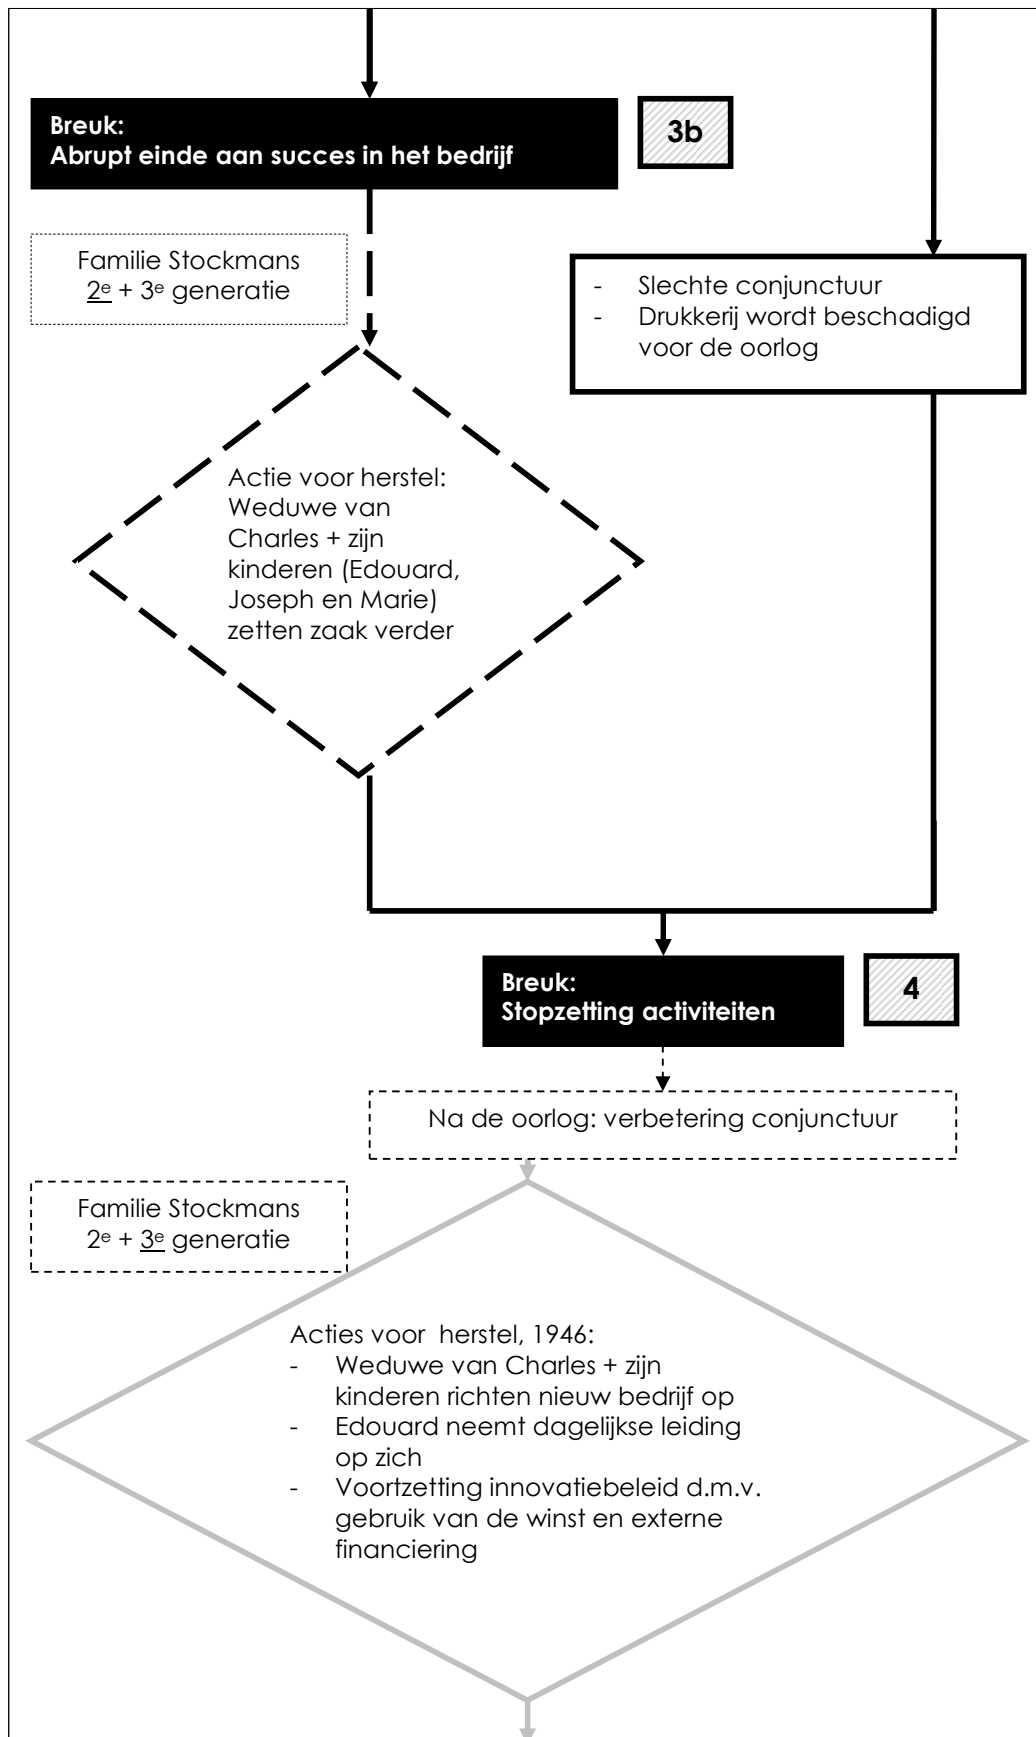 Breuk:
Abrupt einde aan succes in het bedrijf
3b
Familie Stockmans
2e + 3e generatie
- Slechte conjunctuur
- Drukkerij wordt beschadigd
voor de oorlog
Actie voor herstel:
Weduwe van
Charles + zijn
kinderen (Edouard,
Joseph en Marie)
zetten zaak verder
Breuk:
Stopzetting activiteiten
4
Na de oorlog: verbetering conjunctuur
Familie Stockmans
2e + 3e generatie
Acties voor  herstel, 1946:
- Weduwe van Charles + zijn
kinderen richten nieuw bedrijf op
- Edouard neemt dagelijkse leiding
op zich
- Voortzetting innovatiebeleid d.m.v.
gebruik van de winst en externe
financiering